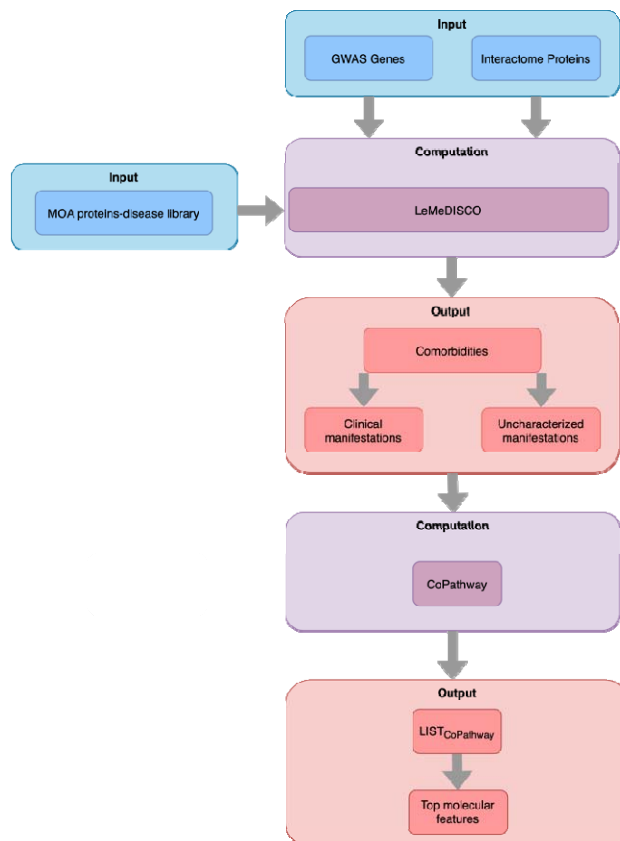 Input
GWAS Genes
Interactome Proteins
Computation
Input
MOA proteins-disease library
LeMeDISCO
Output
Comorbidities
Clinical
manifestations
Uncharacterized
manifestations
Computation
CoPathway
Output
LISTCoPathway
Top molecular
features